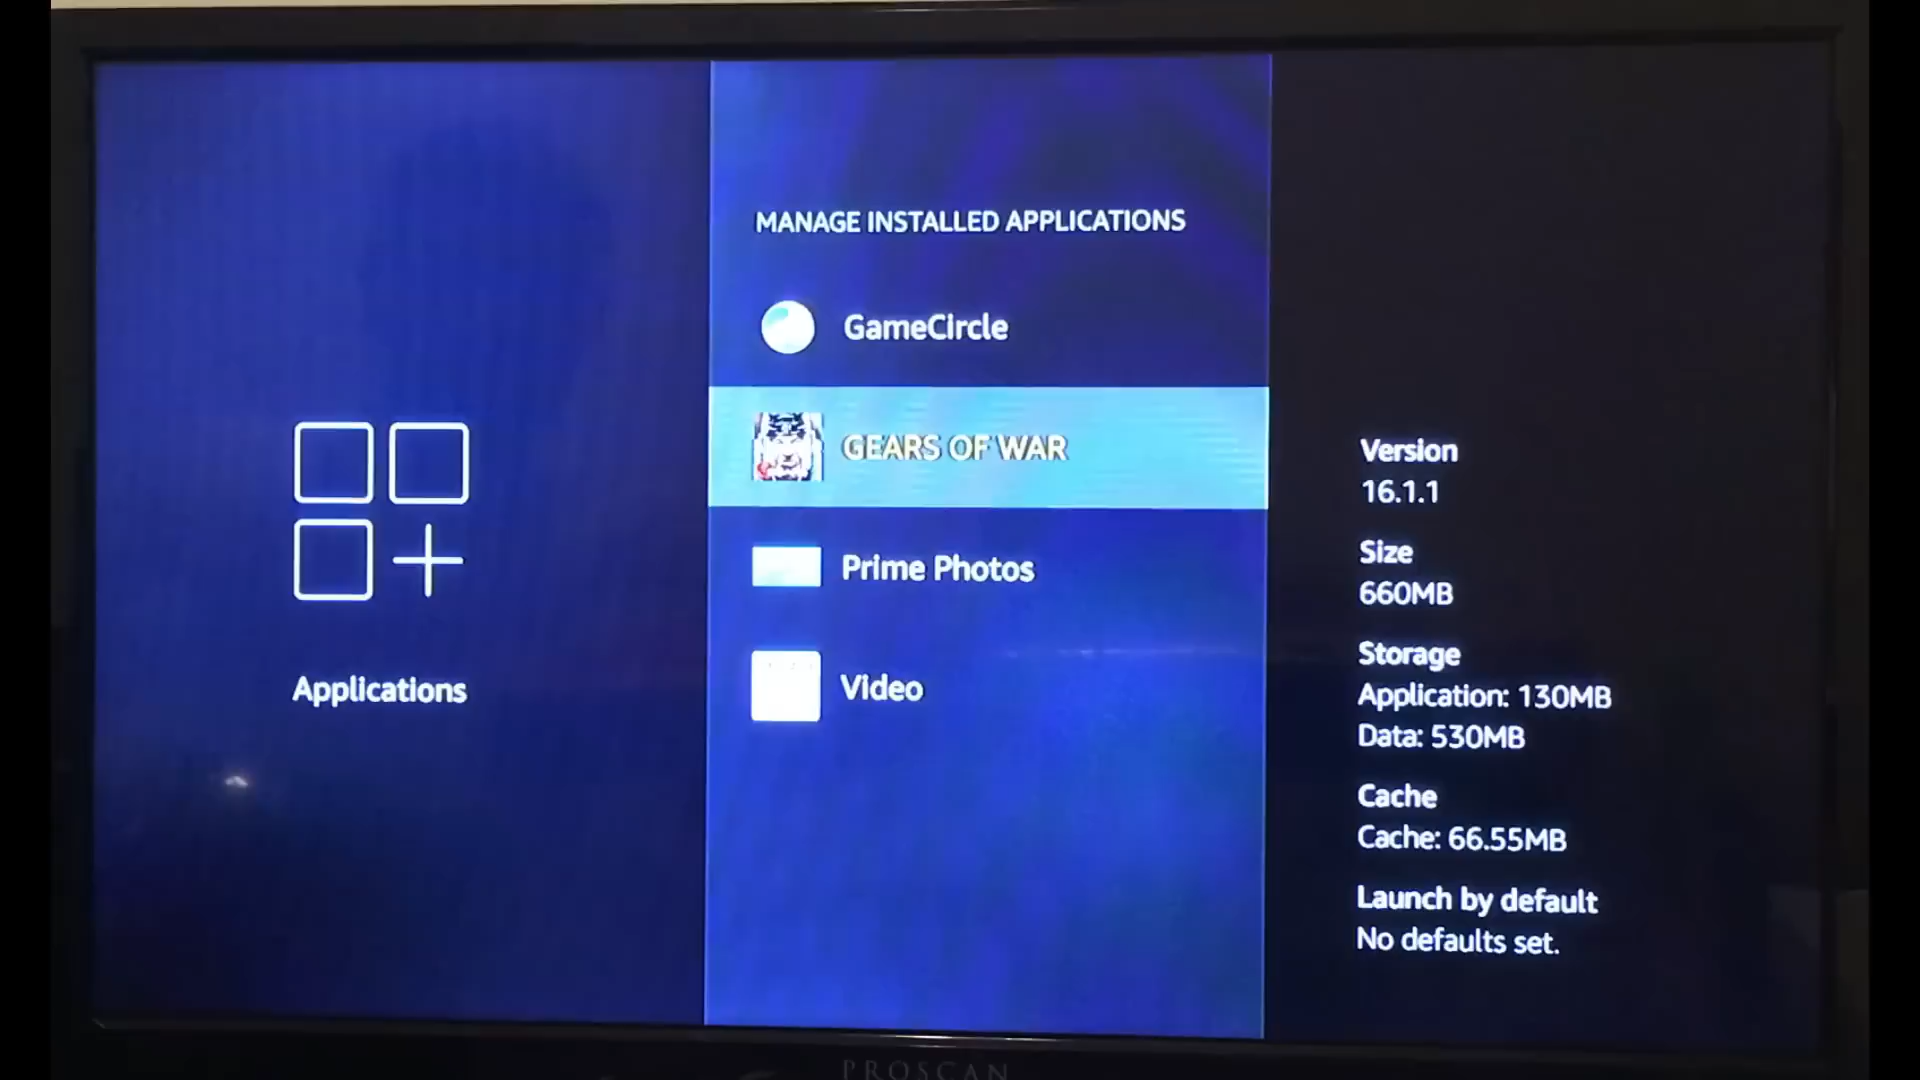 MANAGE INSTALLED APPLICATIONS
GameCircle
GEARS OF WAR
Prime Photos
Video
Applications
Version
16.1.1
Size
660MB
Storage
Application: 130MB
Data: 530MB
Cache
Cache: 66.55MB
Launch by default
No defaults set.
PROSCAN